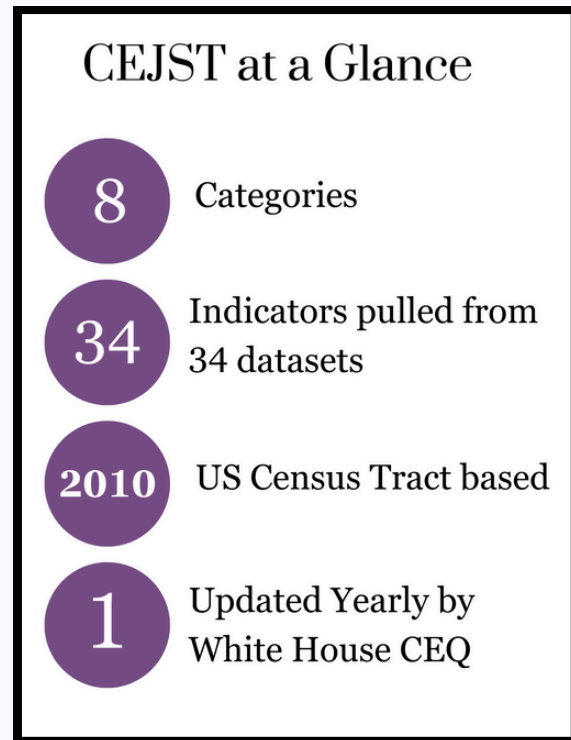 CEJST at a Glance
8
Categories
34
Indicators pulled from
34 datasets
2010
US Census Tract based
1
Updated Yearly by
White House CEQ